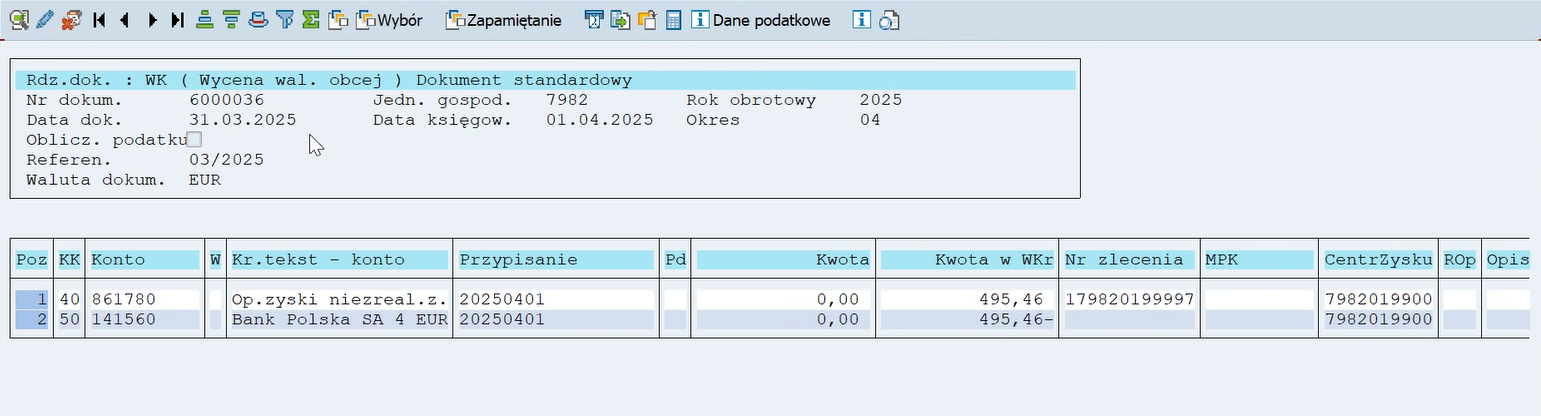 Wybór Zapamiętanie Dane podatkowe
Rdz.dok. : WK ( Wycena wal. obcej ) Dokument standardowy
Nr dokum. 6000036 Jedn. gospod. 7982 Rok obrotowy 2025
Data dok. 31.03.2025 Data księgow. 01.04.2025 Okres 04
Oblicz. podatku
Referen. 03/2025
Waluta dokum. EUR
Poz KK Konto W Kr.tekst - konto Przypisanie Pd Kwota Kwota w WKr Nr zlecenia MPK CentrZysku ROp Opis
1 40 861780 Op.zyski niezreal.z. 20250401 0,00 495,46 179820199997 7982019900
2 50 141560 Bank Polska SA 4 EUR 20250401 0,00 495,46- 7982019900